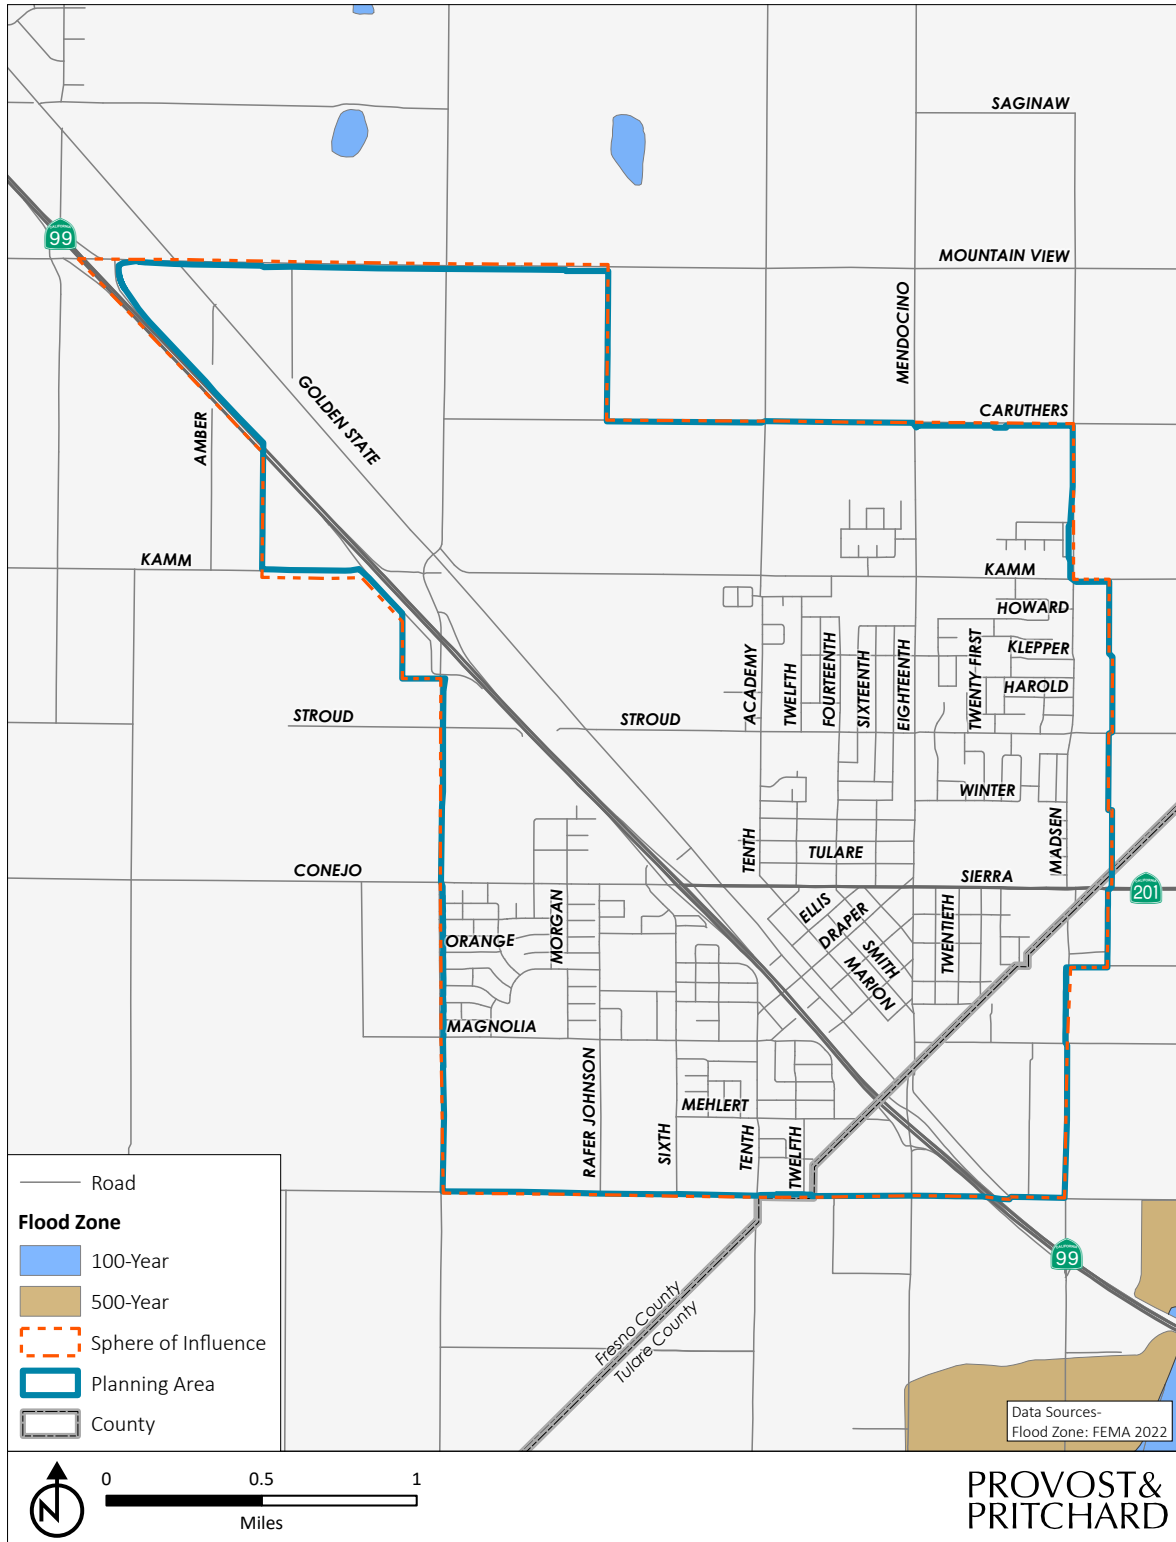 SAGINAW
CALIFORNIA
99
MOUNTAIN VIEW
MENDOCINO
GOLDEN STATE
CARUTHERS
AMBER
KAMM
KAMM
HOWARD
KLEPPER
HAROLD
ACADEMY
TWELFTH
FOURTEENTH
SIXTEENTH
EIGHTEENTH
TWENTY FIRST
STROUD
STROUD
WINTER
MADSEN
TENTH
TULARE
CONEJO
SIERRA
CALIFORNIA
201
ELLIS
DRAPER
SMITH
MARION
TWENTIETH
MORGAN
ORANGE
MAGNOLIA
RAFER JOHNSON
MEHLERT
SIXTH
TENTH
TWELFTH
CALIFORNIA
99
Fresno County
Tulare County
Road
Flood Zone
100-Year
500-Year
Sphere of Influence
Planning Area
County
Data Sources-
Flood Zone: FEMA 2022
N
0 0.5 1
Miles
PROVOST&
PRITCHARD